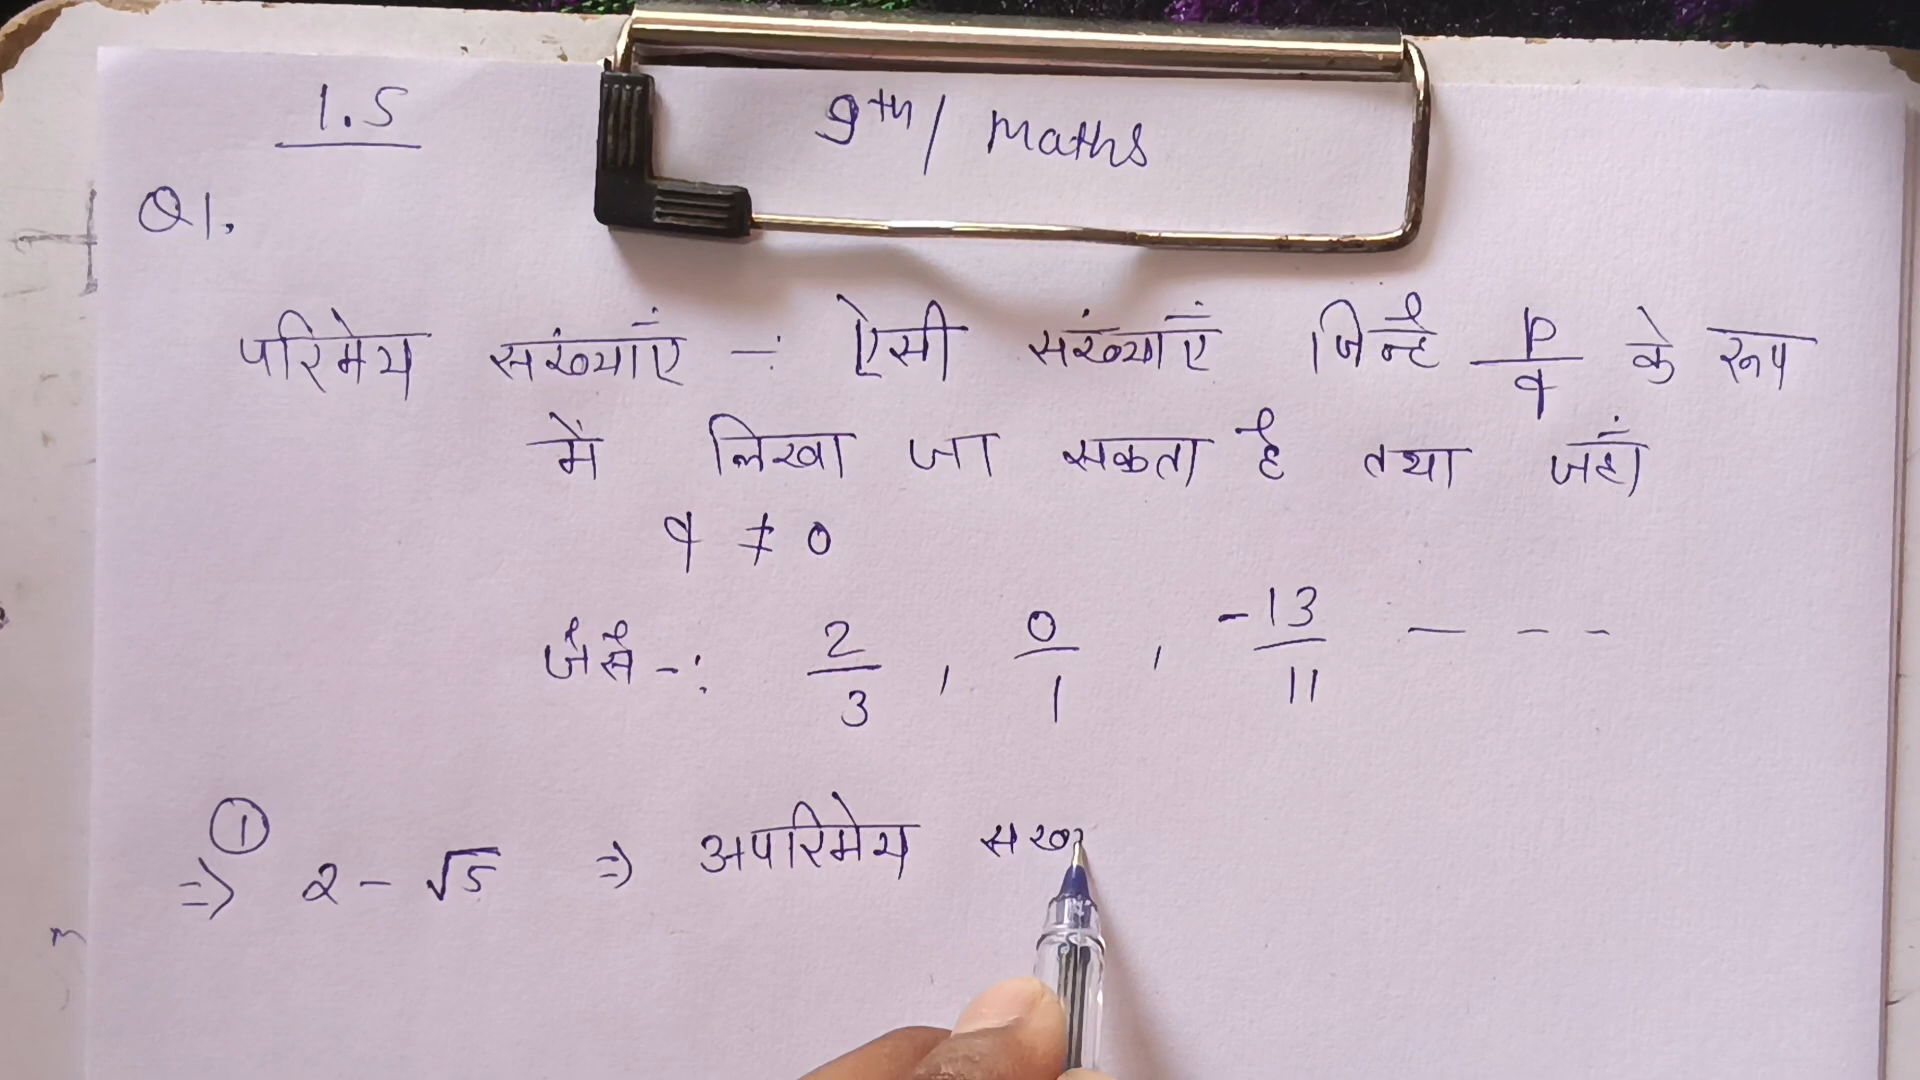 1.5
9th / Maths
Q1.
परिमेय संख्याएँ -: ऐसी संख्याएँ जिन्हें p/q के रूप
में लिखा जा सकता है तथा जहाँ
q ≠ 0
जैसे -: 2/3 , 0/1 , -13/11 - - -
①
⇒ 2 - √5 ⇒ अपरिमेय संख्य